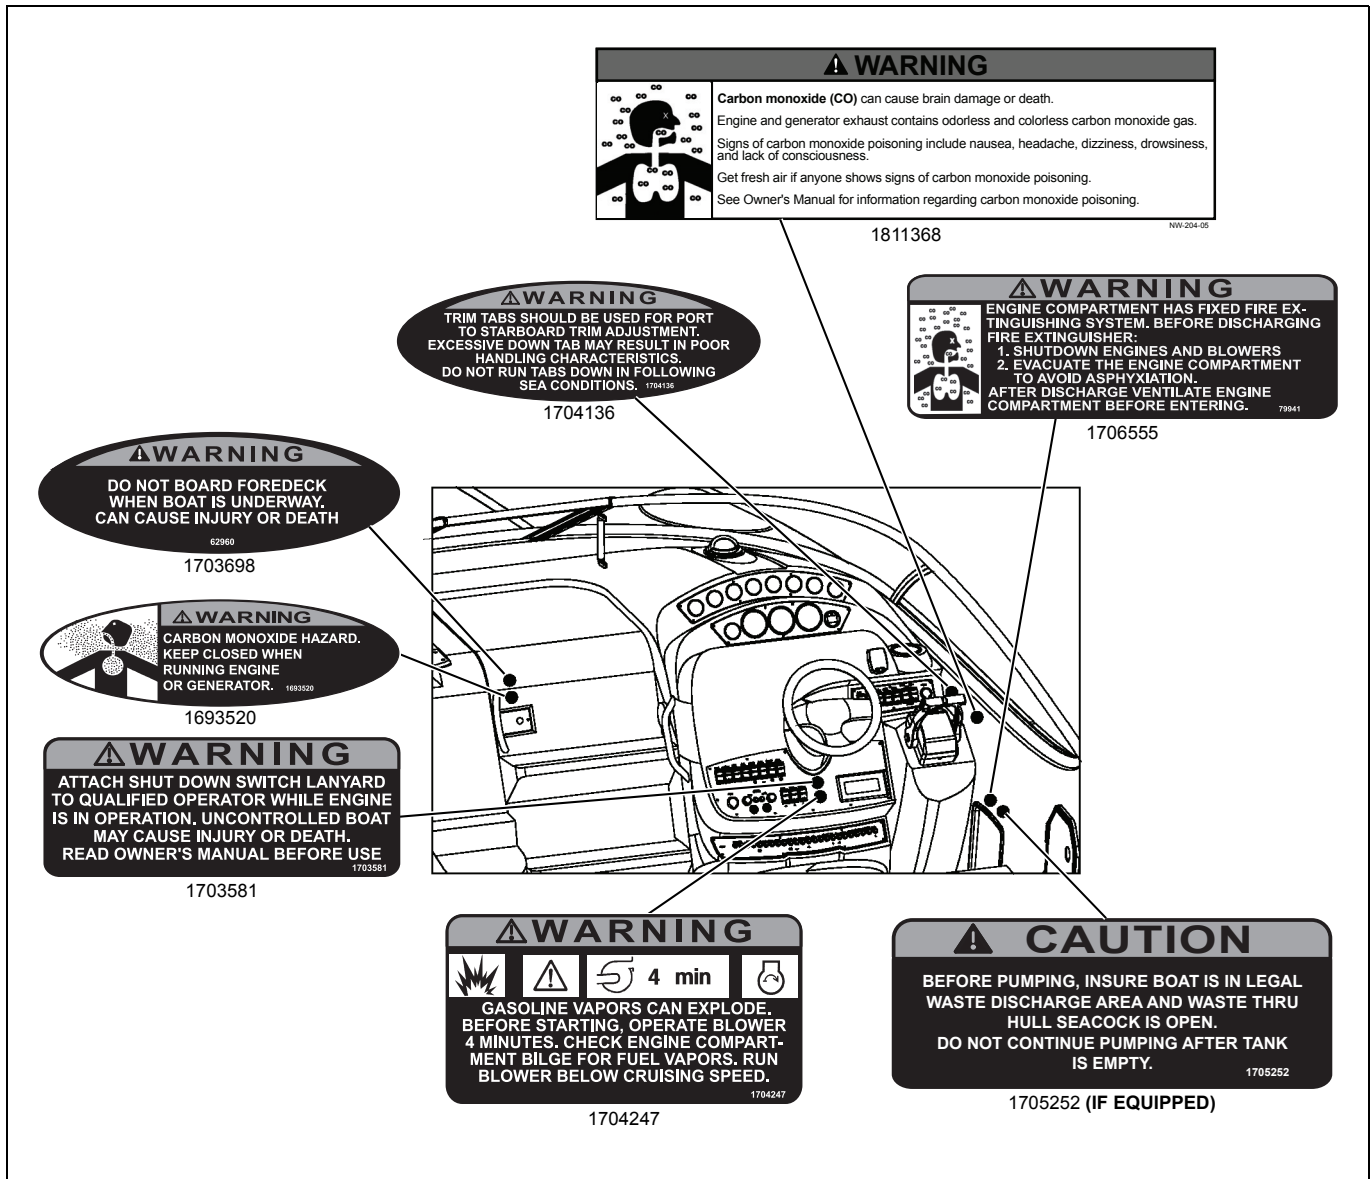 WARNING
Carbon monoxide (CO) can cause brain damage or death.
Engine and generator exhaust contains odorless and colorless carbon monoxide gas.
Signs of carbon monoxide poisoning include nausea, headache, dizziness, drowsiness,
and lack of consciousness.
Get fresh air if anyone shows signs of carbon monoxide poisoning.
See Owner's Manual for information regarding carbon monoxide poisoning.
NW-204-05
1811368
WARNING
TRIM TABS SHOULD BE USED FOR PORT
TO STARBOARD TRIM ADJUSTMENT.
EXCESSIVE DOWN TAB MAY RESULT IN POOR
HANDLING CHARACTERISTICS.
DO NOT RUN TABS DOWN IN FOLLOWING
SEA CONDITIONS. 1704136
1704136
WARNING
ENGINE COMPARTMENT HAS FIXED FIRE EX-
TINGUISHING SYSTEM. BEFORE DISCHARGING
FIRE EXTINGUISHER:
1. SHUTDOWN ENGINES AND BLOWERS
2. EVACUATE THE ENGINE COMPARTMENT
TO AVOID ASPHYXIATION.
AFTER DISCHARGE VENTILATE ENGINE
COMPARTMENT BEFORE ENTERING. 79941
1706555
WARNING
DO NOT BOARD FOREDECK
WHEN BOAT IS UNDERWAY.
CAN CAUSE INJURY OR DEATH
62960
1703698
WARNING
CARBON MONOXIDE HAZARD.
KEEP CLOSED WHEN
RUNNING ENGINE
OR GENERATOR. 1693520
1693520
WARNING
ATTACH SHUT DOWN SWITCH LANYARD
TO QUALIFIED OPERATOR WHILE ENGINE
IS IN OPERATION. UNCONTROLLED BOAT
MAY CAUSE INJURY OR DEATH.
READ OWNER'S MANUAL BEFORE USE
1703581
1703581
WARNING
4 min
GASOLINE VAPORS CAN EXPLODE.
BEFORE STARTING, OPERATE BLOWER
4 MINUTES. CHECK ENGINE COMPART-
MENT BILGE FOR FUEL VAPORS. RUN
BLOWER BELOW CRUISING SPEED.
1704247
1704247
CAUTION
BEFORE PUMPING, INSURE BOAT IS IN LEGAL
WASTE DISCHARGE AREA AND WASTE THRU
HULL SEACOCK IS OPEN.
DO NOT CONTINUE PUMPING AFTER TANK
IS EMPTY.
1705252
1705252 (IF EQUIPPED)